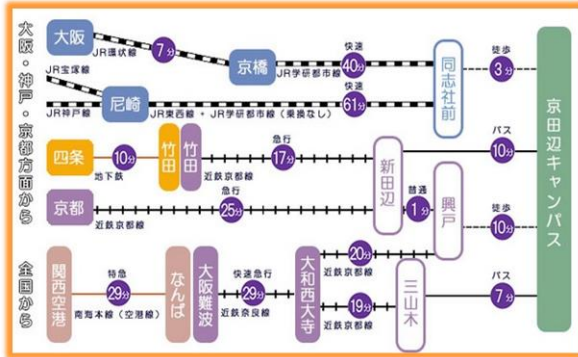 大阪・神戸・京都方面から
大阪
JR環状線
7分
京橋
JR学研都市線
快速
40分
同志社前
徒歩
3分
JR宝塚線
JR神戸線
尼崎
JR東西線 + JR学研都市線(乗換なし)
快速
61分
四条
地下鉄
10分
竹田
竹田
近鉄京都線
急行
17分
新田辺
バス
10分
京都
近鉄京都線
急行
25分
普通
1分
興戸
徒歩
10分
全国から
関西空港
特急
29分
南海本線(空港線)
なんば
大阪難波
快速急行
29分
近鉄奈良線
大和西大寺
20分
近鉄京都線
19分
近鉄京都線
三山木
バス
7分
京田辺キャンパス